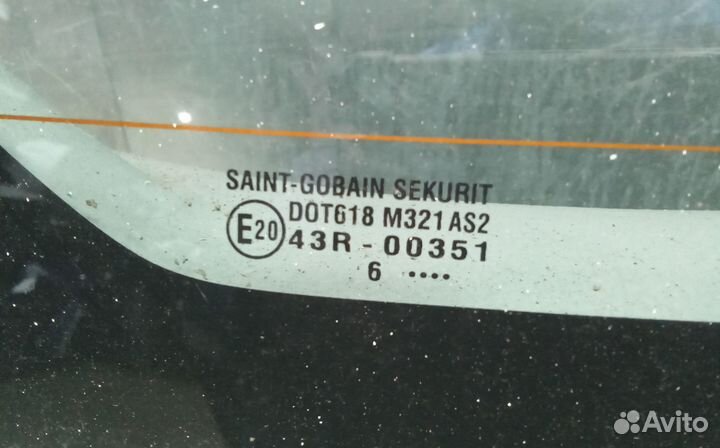 SAINT-GOBAIN SEKURIT
DOT618 M321 AS2
E20 43R - 00351
6 ....
Avito